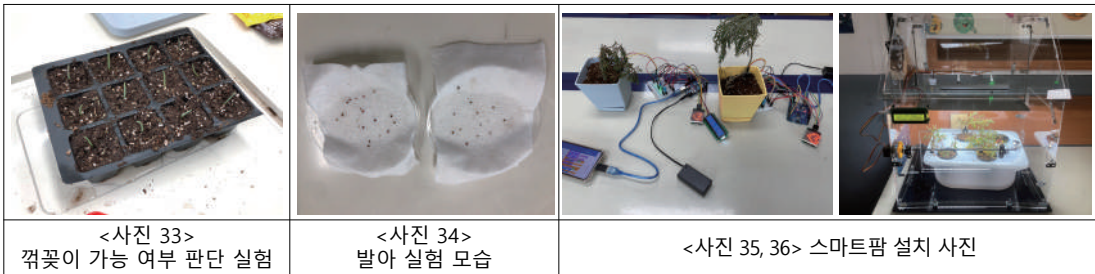 <사진 33>
꺾꽂이 가능 여부 판단 실험
<사진 34>
발아 실험 모습
<사진 35, 36> 스마트팜 설치 사진